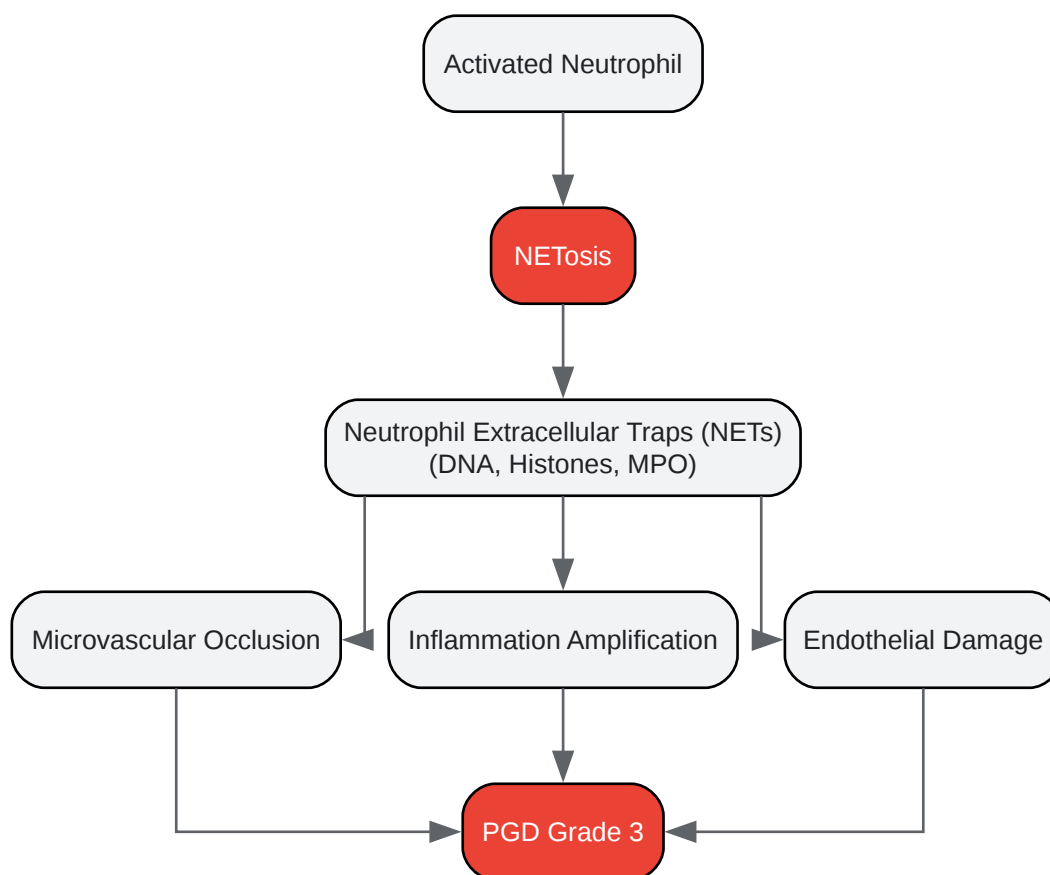 Activated Neutrophil
NETosis
Neutrophil Extracellular Traps (NETs)
(DNA, Histones, MPO)
Microvascular Occlusion
Inflammation Amplification
Endothelial Damage
PGD Grade 3